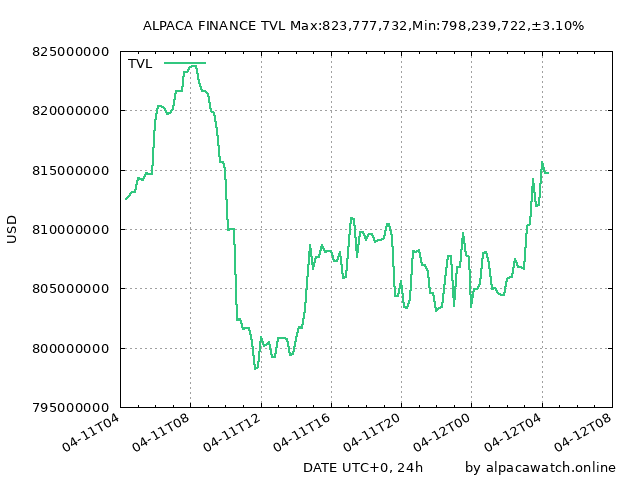 ALPACA FINANCE TVL Max:823,777,732,Min:798,239,722,±3.10%
825000000
TVL
820000000
815000000
810000000
805000000
800000000
795000000
USD
04-11T04
04-11T08
04-11T12
04-11T16
04-11T20
04-12T00
04-12T04
04-12T08
DATE UTC+0, 24h
by alpacawatch.online